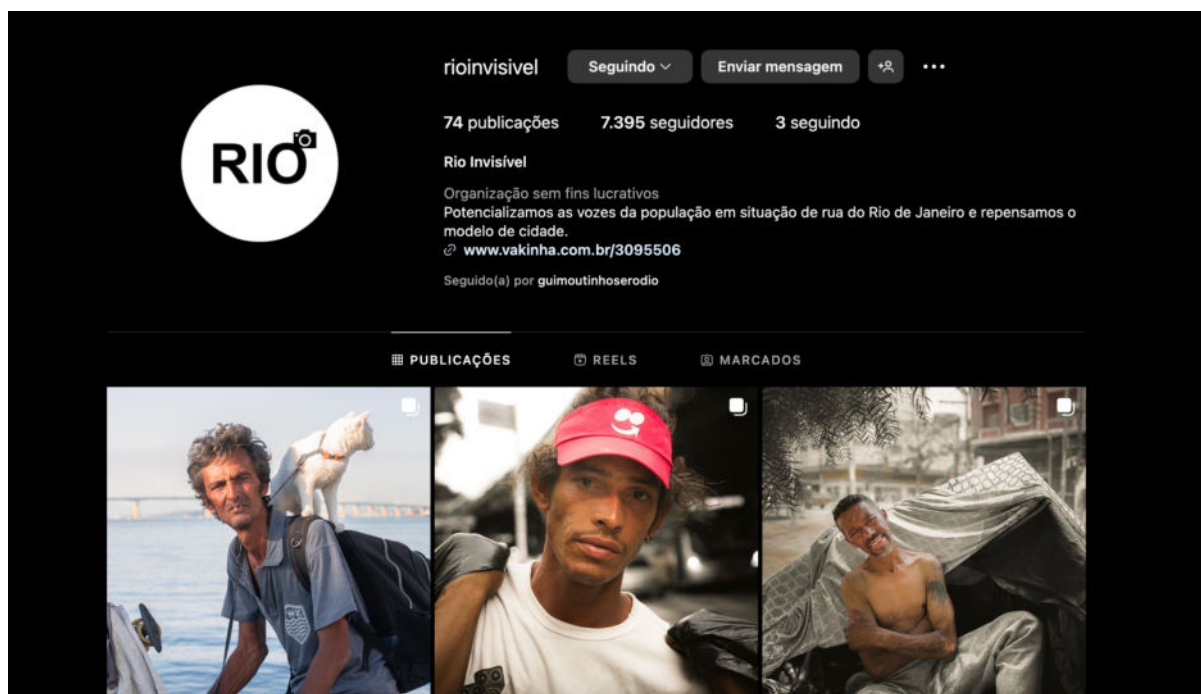 rioinvisivel Seguindo Enviar mensagem
74 publicações 7.395 seguidores 3 seguindo
Rio Invisível
Organização sem fins lucrativos
Potencializamos as vozes da população em situação de rua do Rio de Janeiro e repensamos o
modelo de cidade.
www.vakinha.com.br/3095506
Seguido(a) por guimoutinhoserodio
RIO
PUBLICAÇÕES REELS MARCADOS